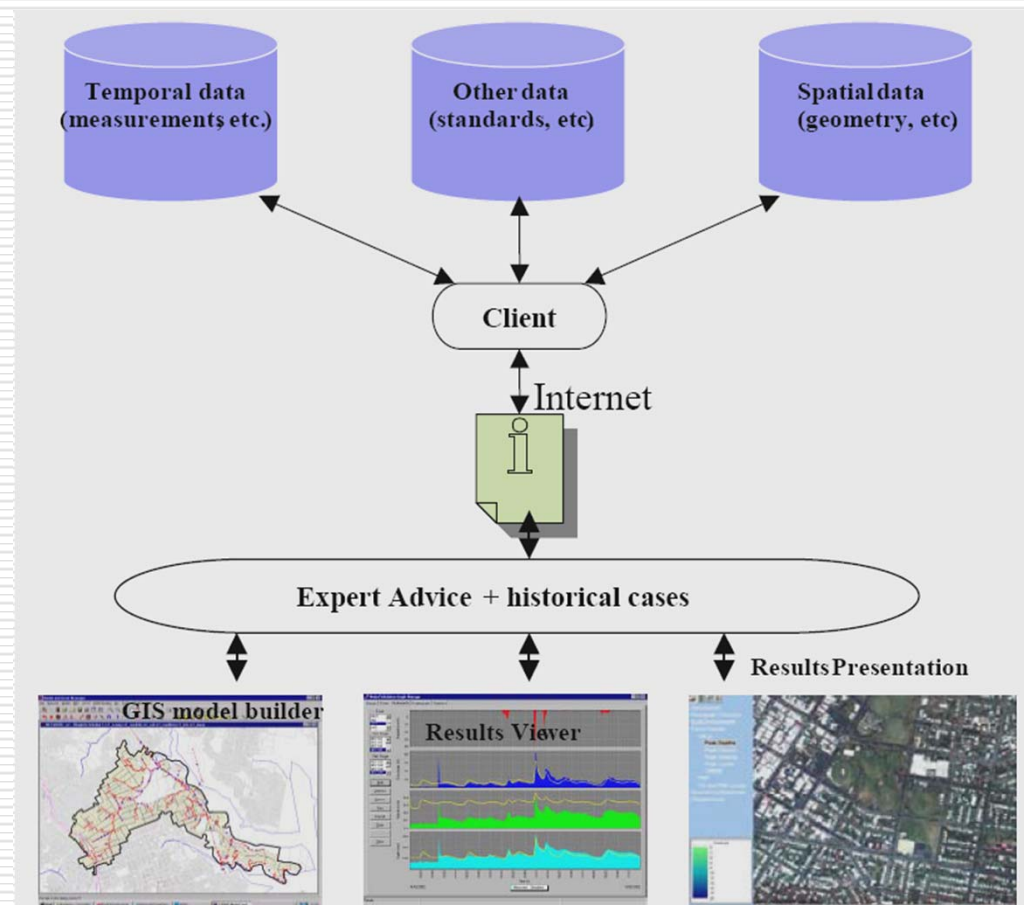 Temporal data
(measurements, etc.)
Other data
(standards, etc)
Spatial data
(geometry, etc)
Client
Internet
i
Expert Advice + historical cases
Results Presentation
GIS model builder
Results Viewer